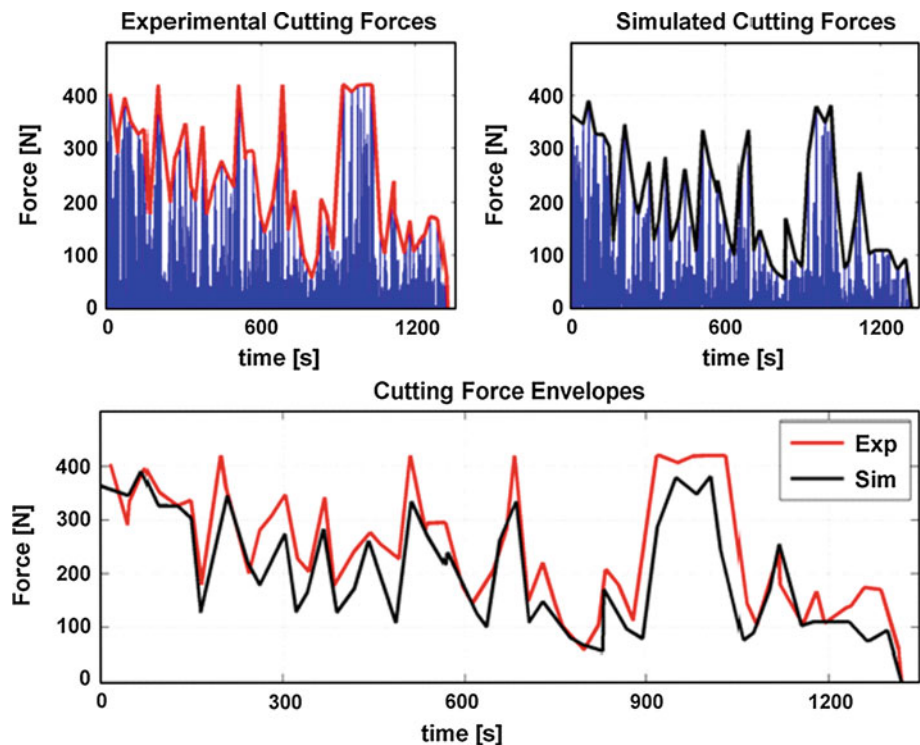 Experimental Cutting Forces
Simulated Cutting Forces
Force [N]
400
300
200
100
0
0
600
1200
time [s]
Force [N]
400
300
200
100
0
0
600
1200
time [s]
Cutting Force Envelopes
Force [N]
400
300
200
100
0
0
300
600
900
1200
time [s]
Exp
Sim